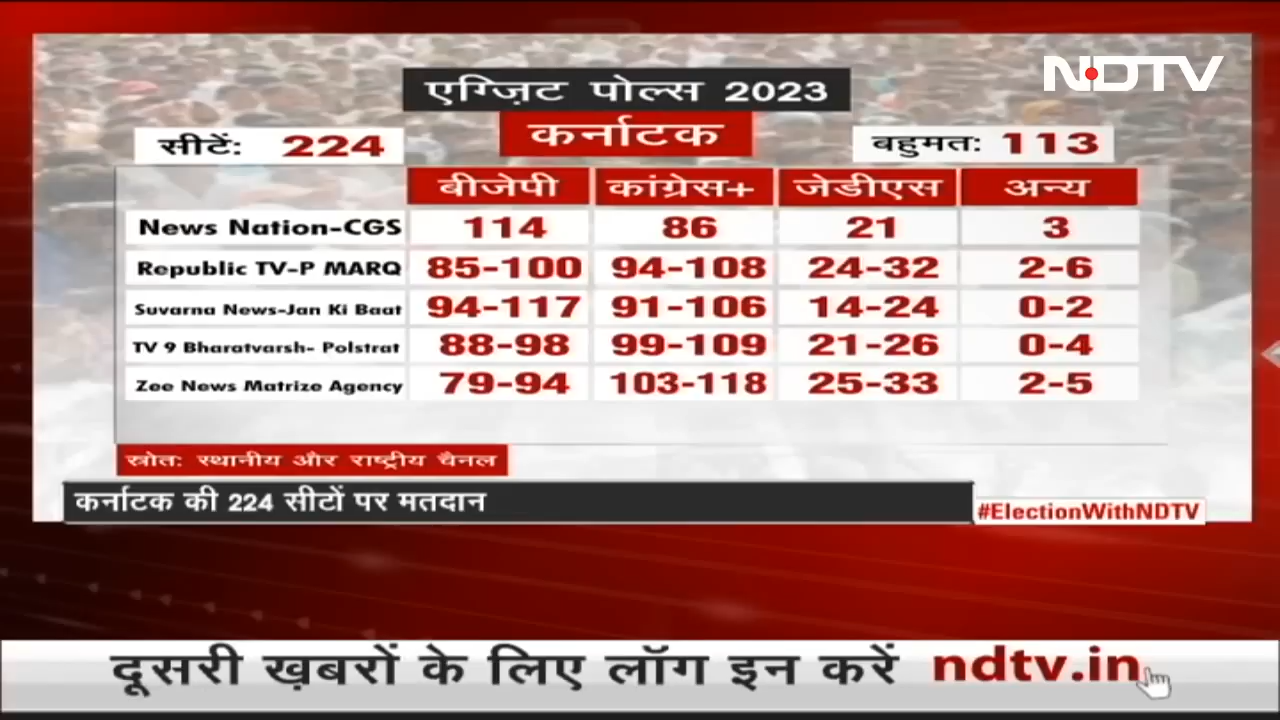 NDTV
एग्ज़िट पोल्स 2023
कर्नाटक
सीटें: 224
बहुमत: 113
बीजेपी कांग्रेस+ जेडीएस अन्य
News Nation-CGS 114 86 21 3
Republic TV-P MARQ 85-100 94-108 24-32 2-6
Suvarna News-Jan Ki Baat 94-117 91-106 14-24 0-2
TV 9 Bharatvarsh- Polstrat 88-98 99-109 21-26 0-4
Zee News Matrize Agency 79-94 103-118 25-33 2-5
स्रोत: स्थानीय और राष्ट्रीय चैनल
कर्नाटक की 224 सीटों पर मतदान
#ElectionWithNDTV
दूसरी ख़बरों के लिए लॉग इन करें ndtv.in